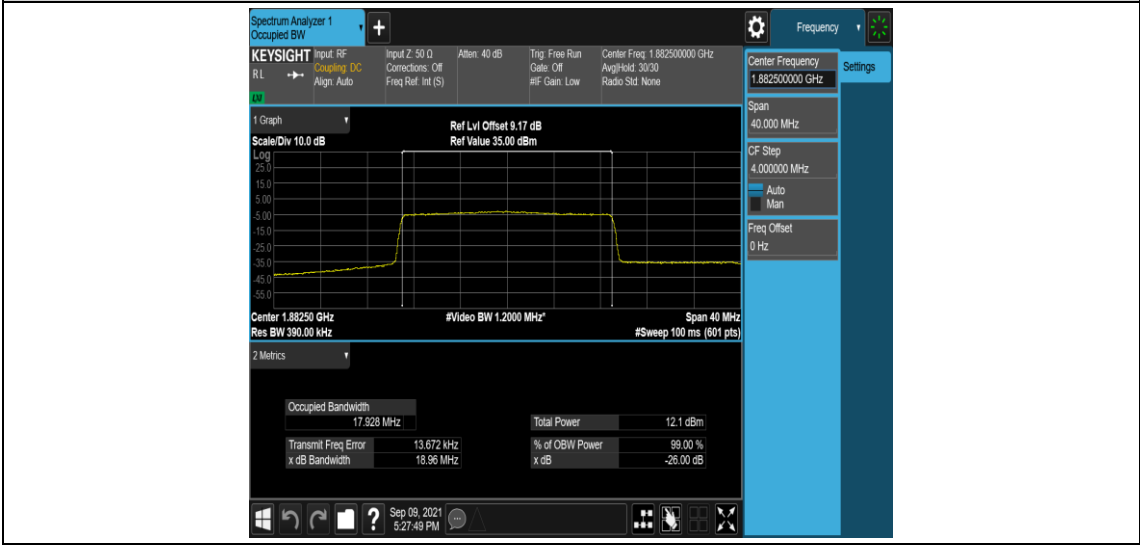 Spectrum Analyzer 1
Occupied BW
+
Frequency
KEYSIGHT
RL
LM
Input: RF
Coupling: DC
Align: Auto
Input Z: 50 Ω
Corrections: Off
Freq Ref: Int (S)
Atten: 40 dB
Trig: Free Run
Gate: Off
#IF Gain: Low
Center Freq: 1.882500000 GHz
Avg|Hold: 30/30
Radio Std: None
Center Frequency
1.882500000 GHz
Settings
Span
40.000 MHz
CF Step
4.000000 MHz
Auto
Man
Freq Offset
0 Hz
1 Graph
Scale/Div 10.0 dB
Ref Lvl Offset 9.17 dB
Ref Value 35.00 dBm
Log
25.0
15.0
5.00
-5.00
-15.0
-25.0
-35.0
-45.0
-55.0
Center 1.88250 GHz
#Video BW 1.2000 MHz*
Span 40 MHz
Res BW 390.00 kHz
#Sweep 100 ms (601 pts)
2 Metrics
Occupied Bandwidth
17.928 MHz
Total Power 12.1 dBm
Transmit Freq Error 13.672 kHz
% of OBW Power 99.00 %
x dB Bandwidth 18.96 MHz
x dB -26.00 dB
?
Sep 09, 2021
5:27:49 PM